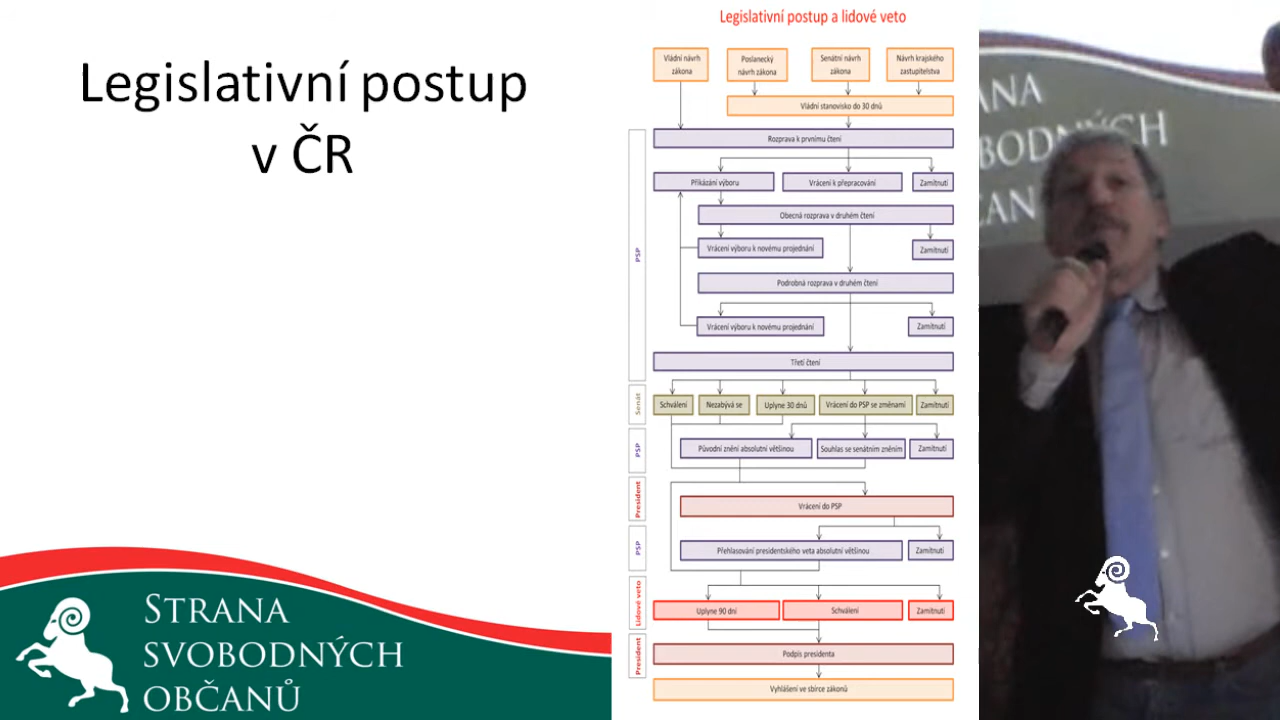 Legislativní postup
v ČR
STRANA
SVOBODNÝCH
OBČANŮ
Legislativní postup a lidové veto
Vládní návrh
zákona
Poslanecký
návrh zákona
Senátní návrh
zákona
Návrh krajského
zastupitelstva
Vládní stanovisko do 30 dnů
PSP
Rozprava k prvnímu čtení
Přikázání výboru
Vrácení k přepracování
Zamítnutí
Obecná rozprava v druhém čtení
Vrácení výboru k novému projednání
Zamítnutí
Podrobná rozprava v druhém čtení
Vrácení výboru k novému projednání
Zamítnutí
Třetí čtení
Senát
Schválení
Nezabývá se
Uplyne 30 dnů
Vrácení do PSP se změnami
Zamítnutí
PSP
Původní znění absolutní většinou
Souhlas se senátním zněním
Zamítnutí
President
Vrácení do PSP
PSP
Přehlasování presidentského veta absolutní většinou
Zamítnutí
Lidové veto
Uplyne 90 dní
Schválení
Zamítnutí
President
Podpis presidenta
Vyhlášení ve sbírce zákonů
ANA
BODNÝCH
ČAN